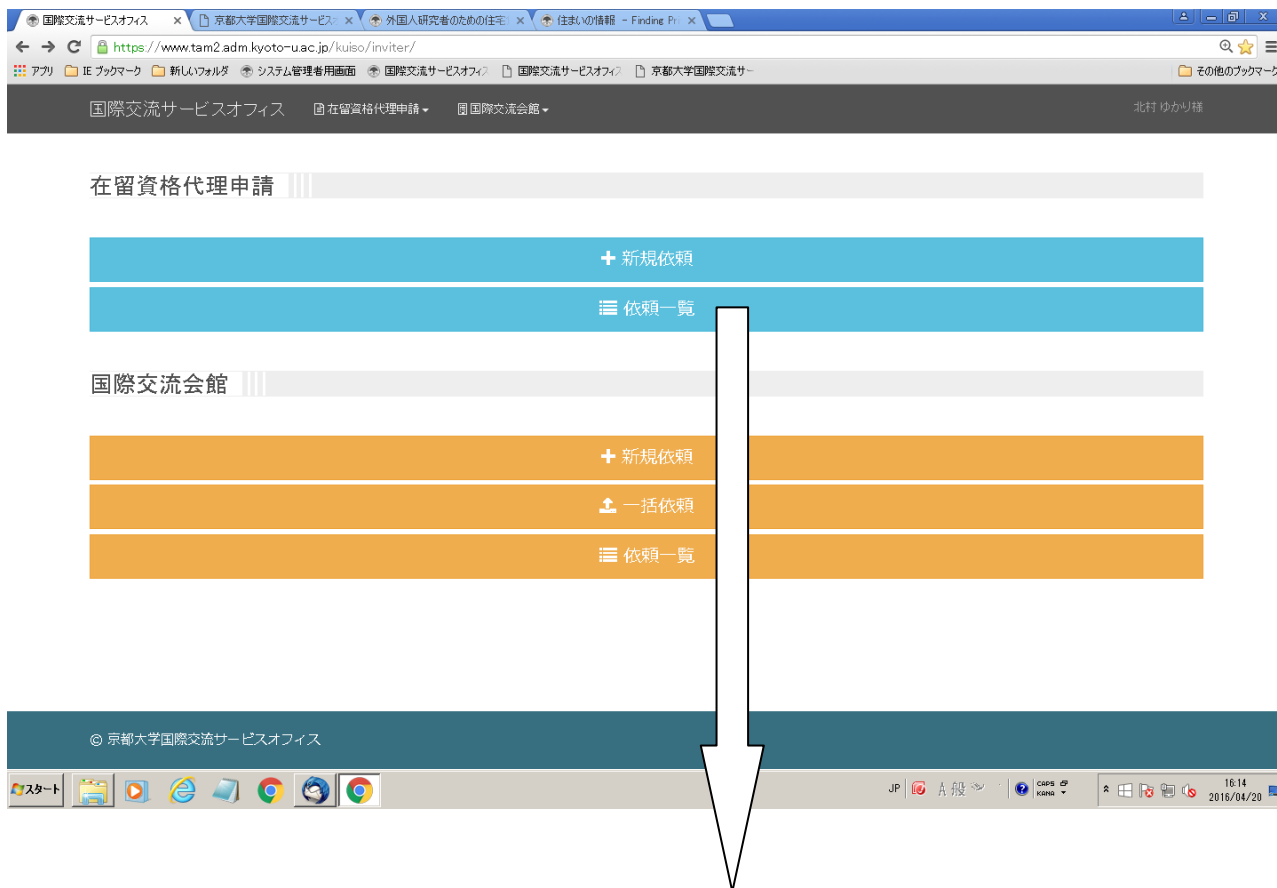 国際交流サービスオフィス
京都大学国際交流サービス
外国人研究者のための住宅
住まいの情報 - Finding Pri
https://www.tam2.adm.kyoto-u.ac.jp/kuiso/inviter/
アプリ IE ブックマーク 新しいフォルダ システム管理者用画面 国際交流サービスオフィス 国際交流サービスオフィス 京都大学国際交流サー その他のブックマーク
国際交流サービスオフィス 在留資格代理申請 国際交流会館 北村 ゆかり様
在留資格代理申請
新規依頼
依頼一覧
国際交流会館
新規依頼
一括依頼
依頼一覧
© 京都大学国際交流サービスオフィス
スタート JP A 般 CAPS KANA 16:14
2016/04/20